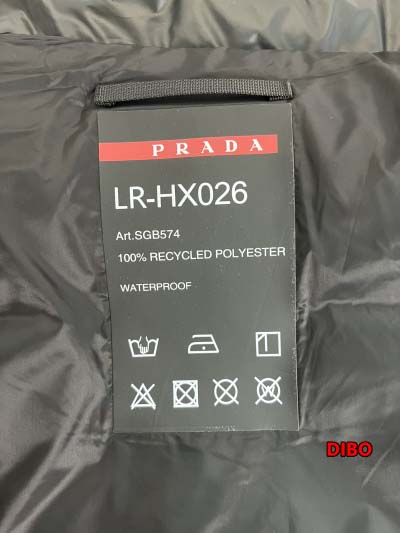 PRADA
LR-HX026
Art.SGB574
100% RECYCLED POLYESTER
WATERPROOF
DIBO